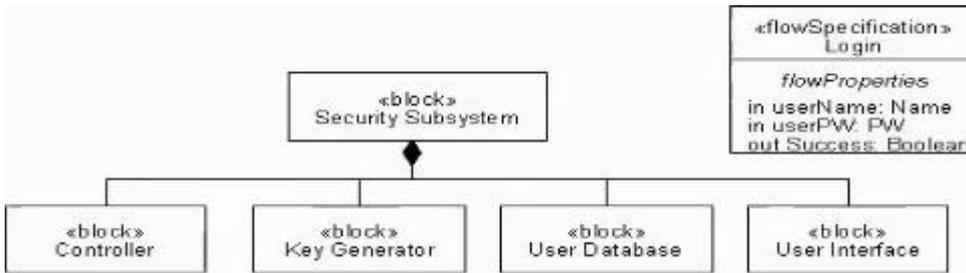 «flowSpecification»
Login
flowProperties
in userName: Name
in userPW: PW
out Success: Boolean
«block»
Security Subsystem
«block»
Controller
«block»
Key Generator
«block»
User Database
«block»
User Interface